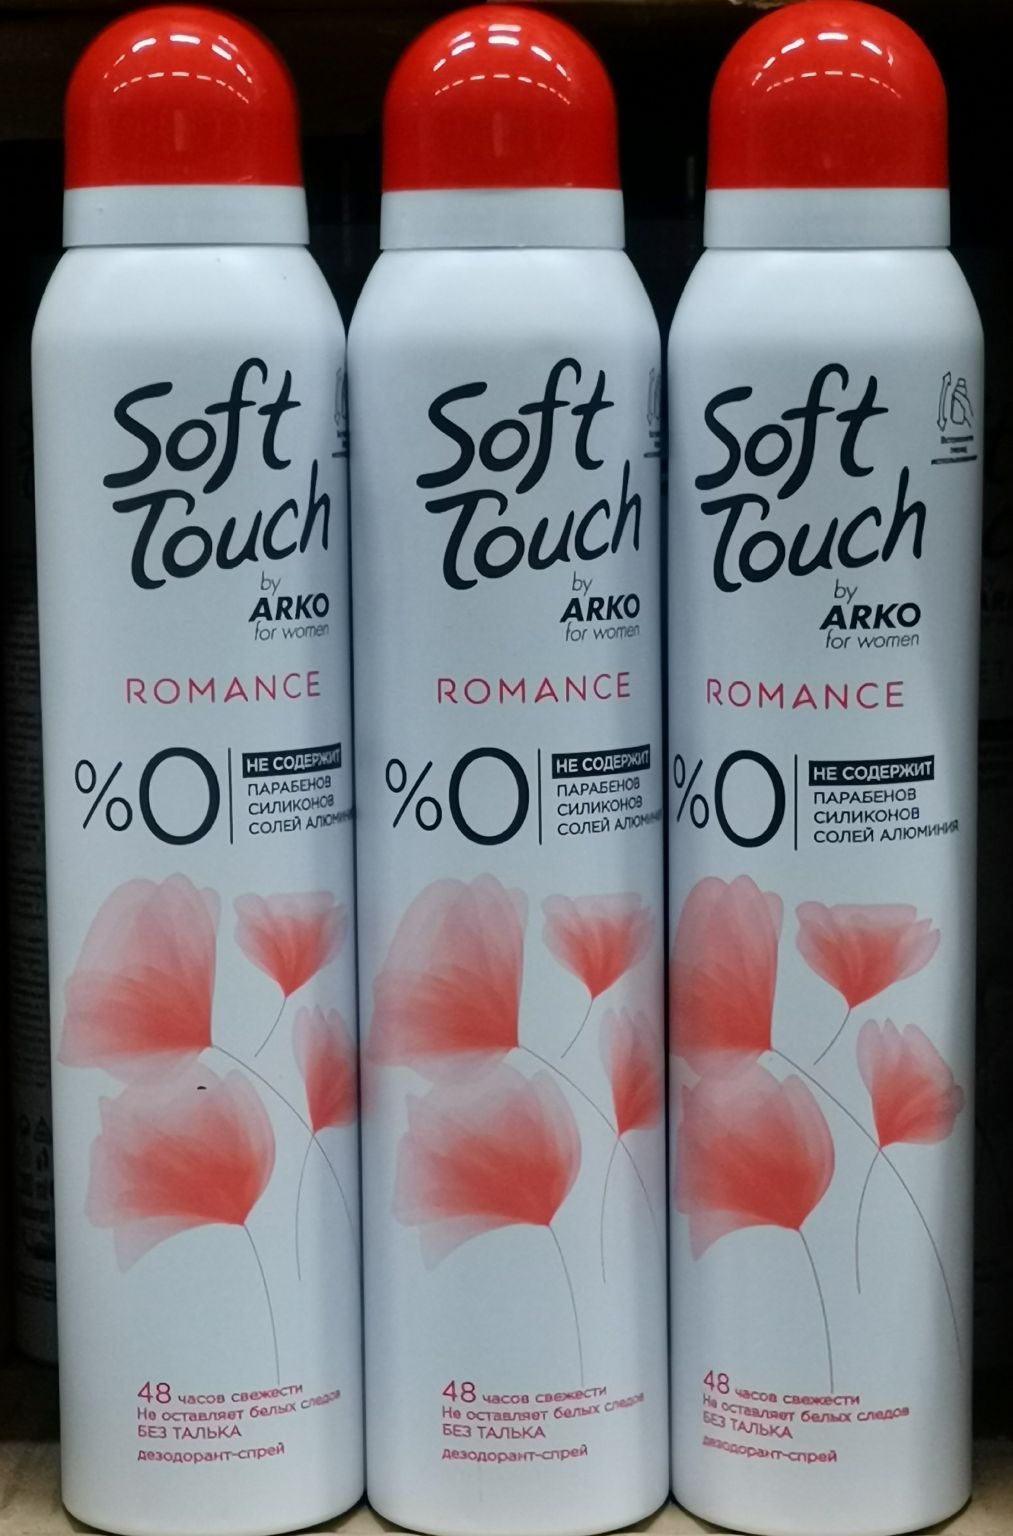 Soft
Touch
by
ARKO
for women
ROMANCE
%0
НЕ СОДЕРЖИТ
ПАРАБЕНОВ
СИЛИКОНОВ
СОЛЕЙ АЛЮМИНИЯ
48 часов свежести
Не оставляет белых следов
БЕЗ ТАЛЬКА
дезодорант-спрей
Soft
Touch
by
ARKO
for women
ROMANCE
%0
НЕ СОДЕРЖИТ
ПАРАБЕНОВ
СИЛИКОНОВ
СОЛЕЙ АЛЮМИНИЯ
48 часов свежести
Не оставляет белых следов
БЕЗ ТАЛЬКА
дезодорант-спрей
Soft
Touch
Встряхните
перед
использованием
by
ARKO
for women
ROMANCE
%0
НЕ СОДЕРЖИТ
ПАРАБЕНОВ
СИЛИКОНОВ
СОЛЕЙ АЛЮМИНИЯ
48 часов свежести
Не оставляет белых следов
БЕЗ ТАЛЬКА
дезодорант-спрей